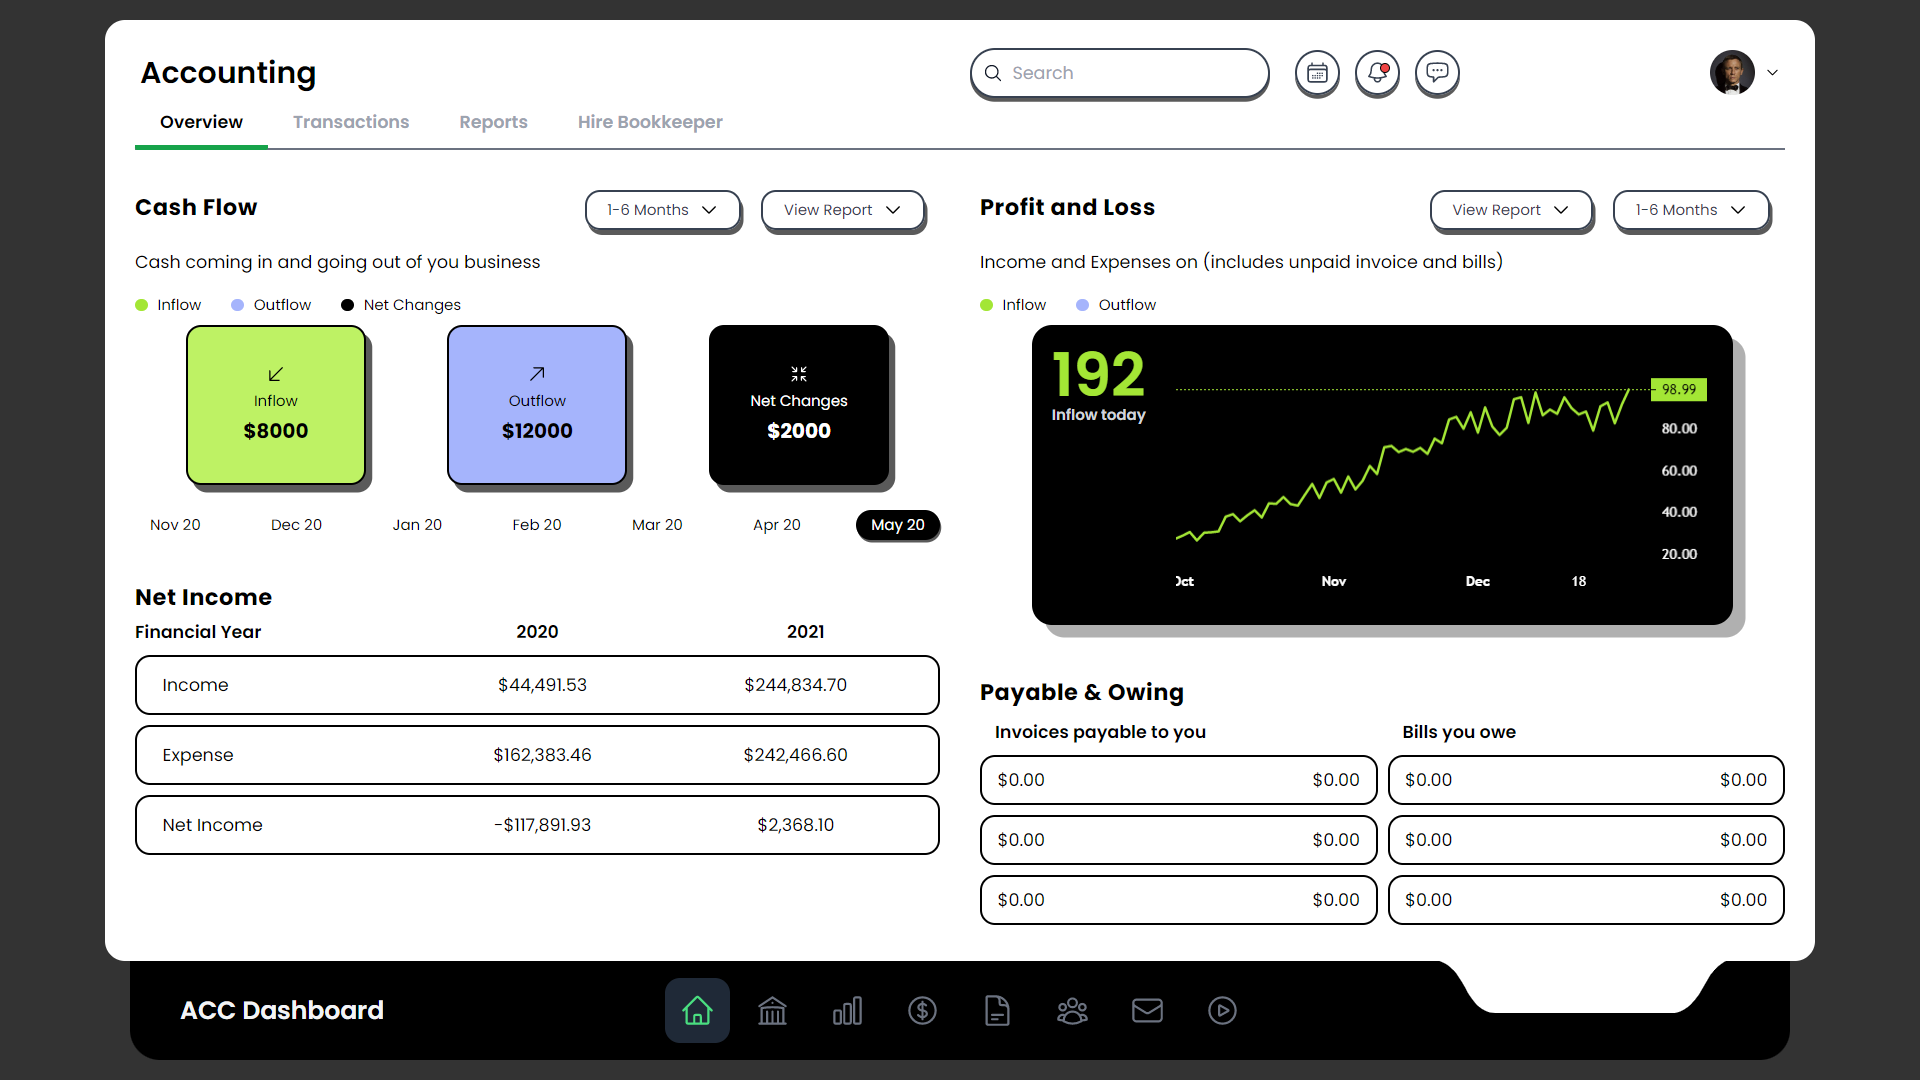 Accounting
Search
Overview Transactions Reports Hire Bookkeeper
Cash Flow
1-6 Months
View Report
Cash coming in and going out of you business
Inflow Outflow Net Changes
Inflow
$8000
Outflow
$12000
Net Changes
$2000
Nov 20 Dec 20 Jan 20 Feb 20 Mar 20 Apr 20 May 20
Net Income
Financial Year 2020 2021
Income $44,491.53 $244,834.70
Expense $162,383.46 $242,466.60
Net Income -$117,891.93 $2,368.10
Profit and Loss
View Report
1-6 Months
Income and Expenses on (includes unpaid invoice and bills)
Inflow Outflow
192
Inflow today
98.99
80.00
60.00
40.00
20.00
Oct Nov Dec 18
Payable & Owing
Invoices payable to you Bills you owe
$0.00 $0.00 $0.00 $0.00
$0.00 $0.00 $0.00 $0.00
$0.00 $0.00 $0.00 $0.00
ACC Dashboard